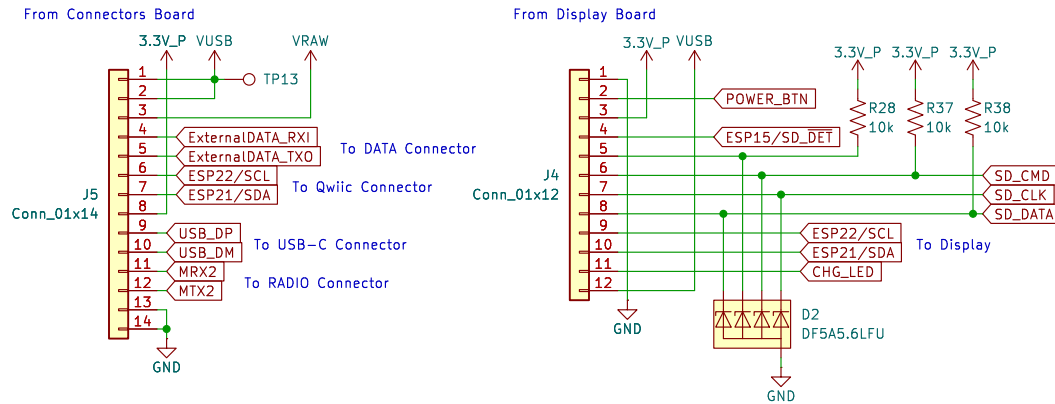 From Connectors Board
3.3V_P
VUSB
VRAW
1
2
3
4
5
6
7
8
9
10
11
12
13
14
TP13
ExternalDATA_RXI
ExternalDATA_TXO
To DATA Connector
ESP22/SCL
ESP21/SDA
To Qwiic Connector
J5
Conn_01x14
USB_DP
USB_DM
To USB-C Connector
MRX2
MTX2
To RADIO Connector
GND
From Display Board
3.3V_P
VUSB
3.3V_P
3.3V_P
3.3V_P
1
2
3
4
5
6
7
8
9
10
11
12
POWER_BTN
ESP15/SD_DET
R28
10k
R37
10k
R38
10k
J4
Conn_01x12
SD_CMD
SD_CLK
SD_DATA
ESP22/SCL
ESP21/SDA
CHG_LED
To Display
D2
DF5A5.6LFU
GND
GND